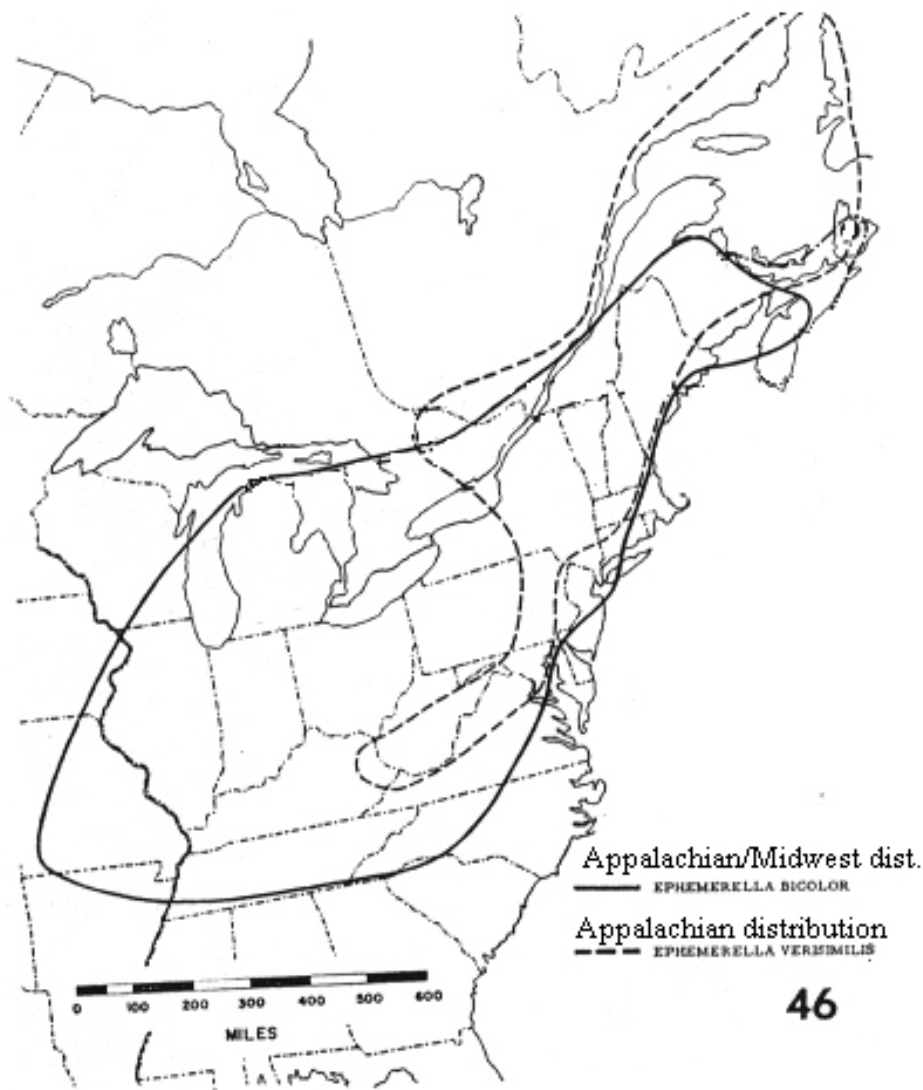 Appalachian/Midwest dist.
EPHEMERELLA BICOLOR
Appalachian distribution
EPHEMERELLA VERISIMILIS
0 100 200 300 400 500 600
MILES
46